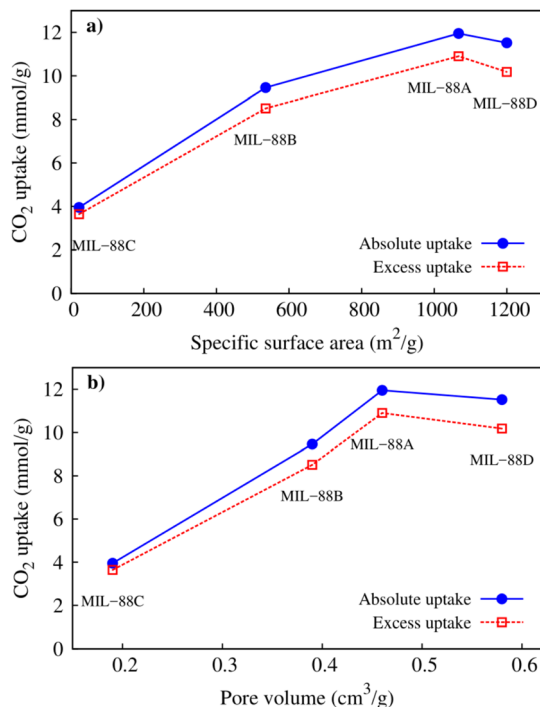 a)
12
10
8
6
4
2
0
CO2 uptake (mmol/g)
MIL−88A
MIL−88D
MIL−88B
MIL−88C
Absolute uptake
Excess uptake
0 200 400 600 800 1000 1200
Specific surface area (m²/g)
b)
12
10
8
6
4
2
0
CO2 uptake (mmol/g)
MIL−88A
MIL−88D
MIL−88B
MIL−88C
Absolute uptake
Excess uptake
0.2 0.3 0.4 0.5 0.6
Pore volume (cm³/g)